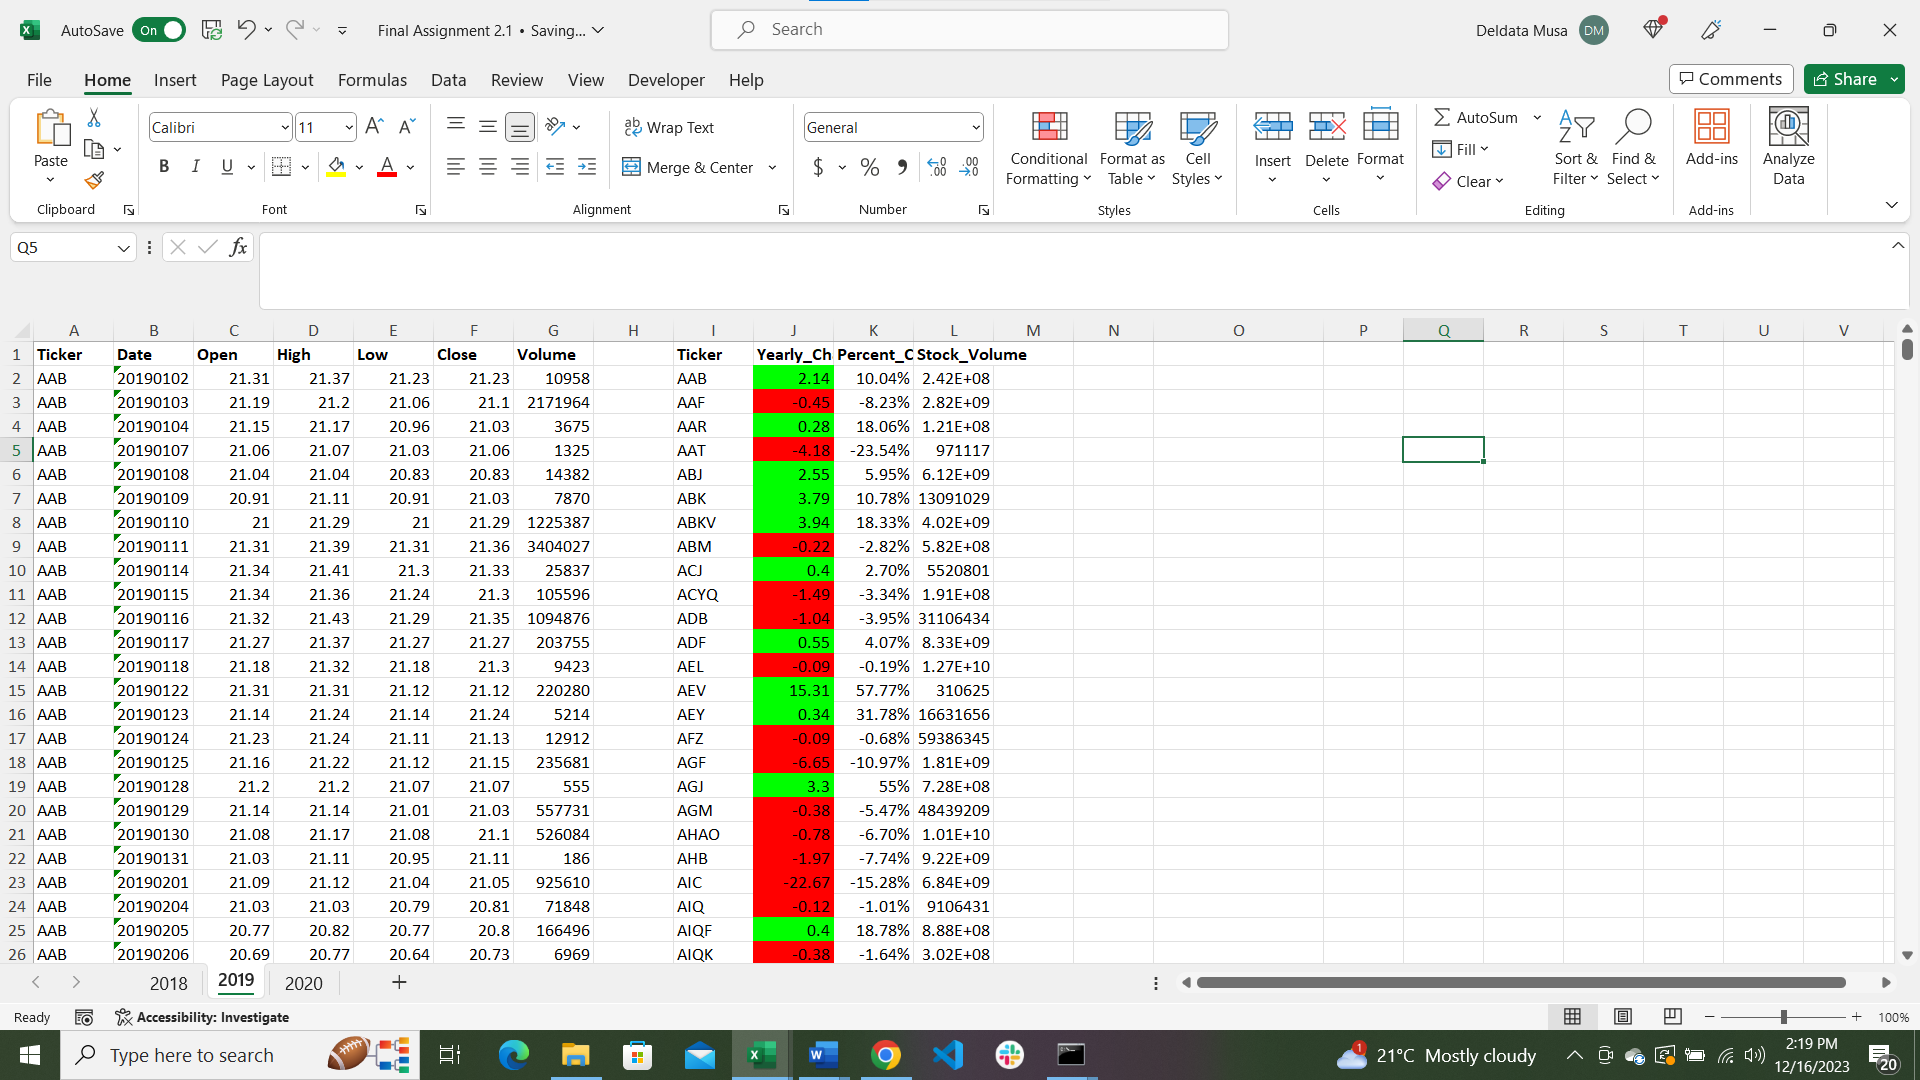 AutoSave On Final Assignment 2.1 • Saving... Search Deldata Musa DM
File Home Insert Page Layout Formulas Data Review View Developer Help Comments Share
Paste Calibri 11 Wrap Text General Conditional Formatting Format as Table Cell Styles Insert Delete Format AutoSum Fill Clear Sort & Filter Find & Select Add-ins Analyze Data
B I U A Merge & Center $ %
Clipboard Font Alignment Number Styles Cells Editing Add-ins
Q5 fx
A B C D E F G H I J K L M N O P Q R S T U V
1 Ticker Date Open High Low Close Volume Ticker Yearly_Ch Percent_C Stock_Volume
2 AAB 20190102 21.31 21.37 21.23 21.23 10958 AAB 2.14 10.04% 2.42E+08
3 AAB 20190103 21.19 21.2 21.06 21.1 2171964 AAF -0.45 -8.23% 2.82E+09
4 AAB 20190104 21.15 21.17 20.96 21.03 3675 AAR 0.28 18.06% 1.21E+08
5 AAB 20190107 21.06 21.07 21.03 21.06 1325 AAT -4.18 -23.54% 971117
6 AAB 20190108 21.04 21.04 20.83 20.83 14382 ABJ 2.55 5.95% 6.12E+09
7 AAB 20190109 20.91 21.11 20.91 21.03 7870 ABK 3.79 10.78% 13091029
8 AAB 20190110 21 21.29 21 21.29 1225387 ABKV 3.94 18.33% 4.02E+09
9 AAB 20190111 21.31 21.39 21.31 21.36 3404027 ABM -0.22 -2.82% 5.82E+08
10 AAB 20190114 21.34 21.41 21.3 21.33 25837 ACJ 0.4 2.70% 5520801
11 AAB 20190115 21.34 21.36 21.24 21.3 105596 ACYQ -1.49 -3.34% 1.91E+08
12 AAB 20190116 21.32 21.43 21.29 21.35 1094876 ADB -1.04 -3.95% 31106434
13 AAB 20190117 21.27 21.37 21.27 21.27 203755 ADF 0.55 4.07% 8.33E+09
14 AAB 20190118 21.18 21.32 21.18 21.3 9423 AEL -0.09 -0.19% 1.27E+10
15 AAB 20190122 21.31 21.31 21.12 21.12 220280 AEV 15.31 57.77% 310625
16 AAB 20190123 21.14 21.24 21.14 21.24 5214 AEY 0.34 31.78% 16631656
17 AAB 20190124 21.23 21.24 21.11 21.13 12912 AFZ -0.09 -0.68% 59386345
18 AAB 20190125 21.16 21.22 21.12 21.15 235681 AGF -6.65 -10.97% 1.81E+09
19 AAB 20190128 21.2 21.2 21.07 21.07 555 AGJ 3.3 55% 7.28E+08
20 AAB 20190129 21.14 21.14 21.01 21.03 557731 AGM -0.38 -5.47% 48439209
21 AAB 20190130 21.08 21.17 21.08 21.1 526084 AHAO -0.78 -6.70% 1.01E+10
22 AAB 20190131 21.03 21.11 20.95 21.11 186 AHB -1.97 -7.74% 9.22E+09
23 AAB 20190201 21.09 21.12 21.04 21.05 925610 AIC -22.67 -15.28% 6.84E+09
24 AAB 20190204 21.03 21.03 20.79 20.81 71848 AIQ -0.12 -1.01% 9106431
25 AAB 20190205 20.77 20.82 20.77 20.8 166496 AIQF 0.4 18.78% 8.88E+08
26 AAB 20190206 20.69 20.77 20.64 20.73 6969 AIQK -0.38 -1.64% 3.02E+08
2018 2019 2020
Ready Accessibility: Investigate 100%
Type here to search 1 21°C Mostly cloudy 2:19 PM 20
12/16/2023